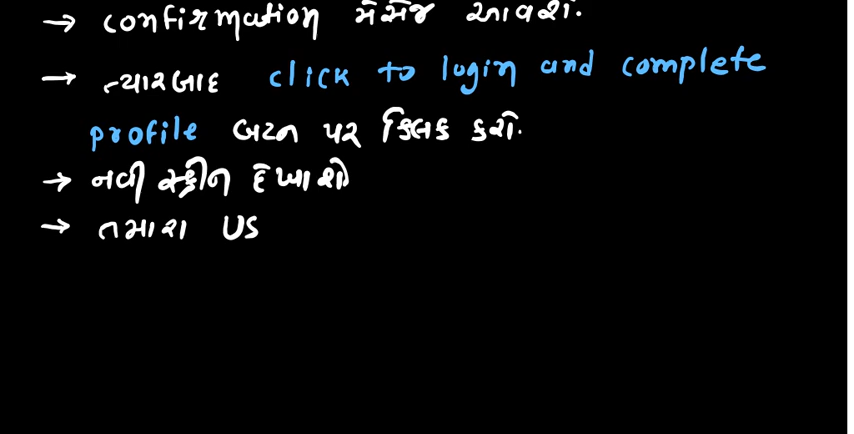 → confirmation મેસેજ આવશે.
→ ત્યારબાદ click to login and complete
profile બટન પર ક્લિક કરો.
→ નવી સ્ક્રીન દેખાશે
→ તમારા US